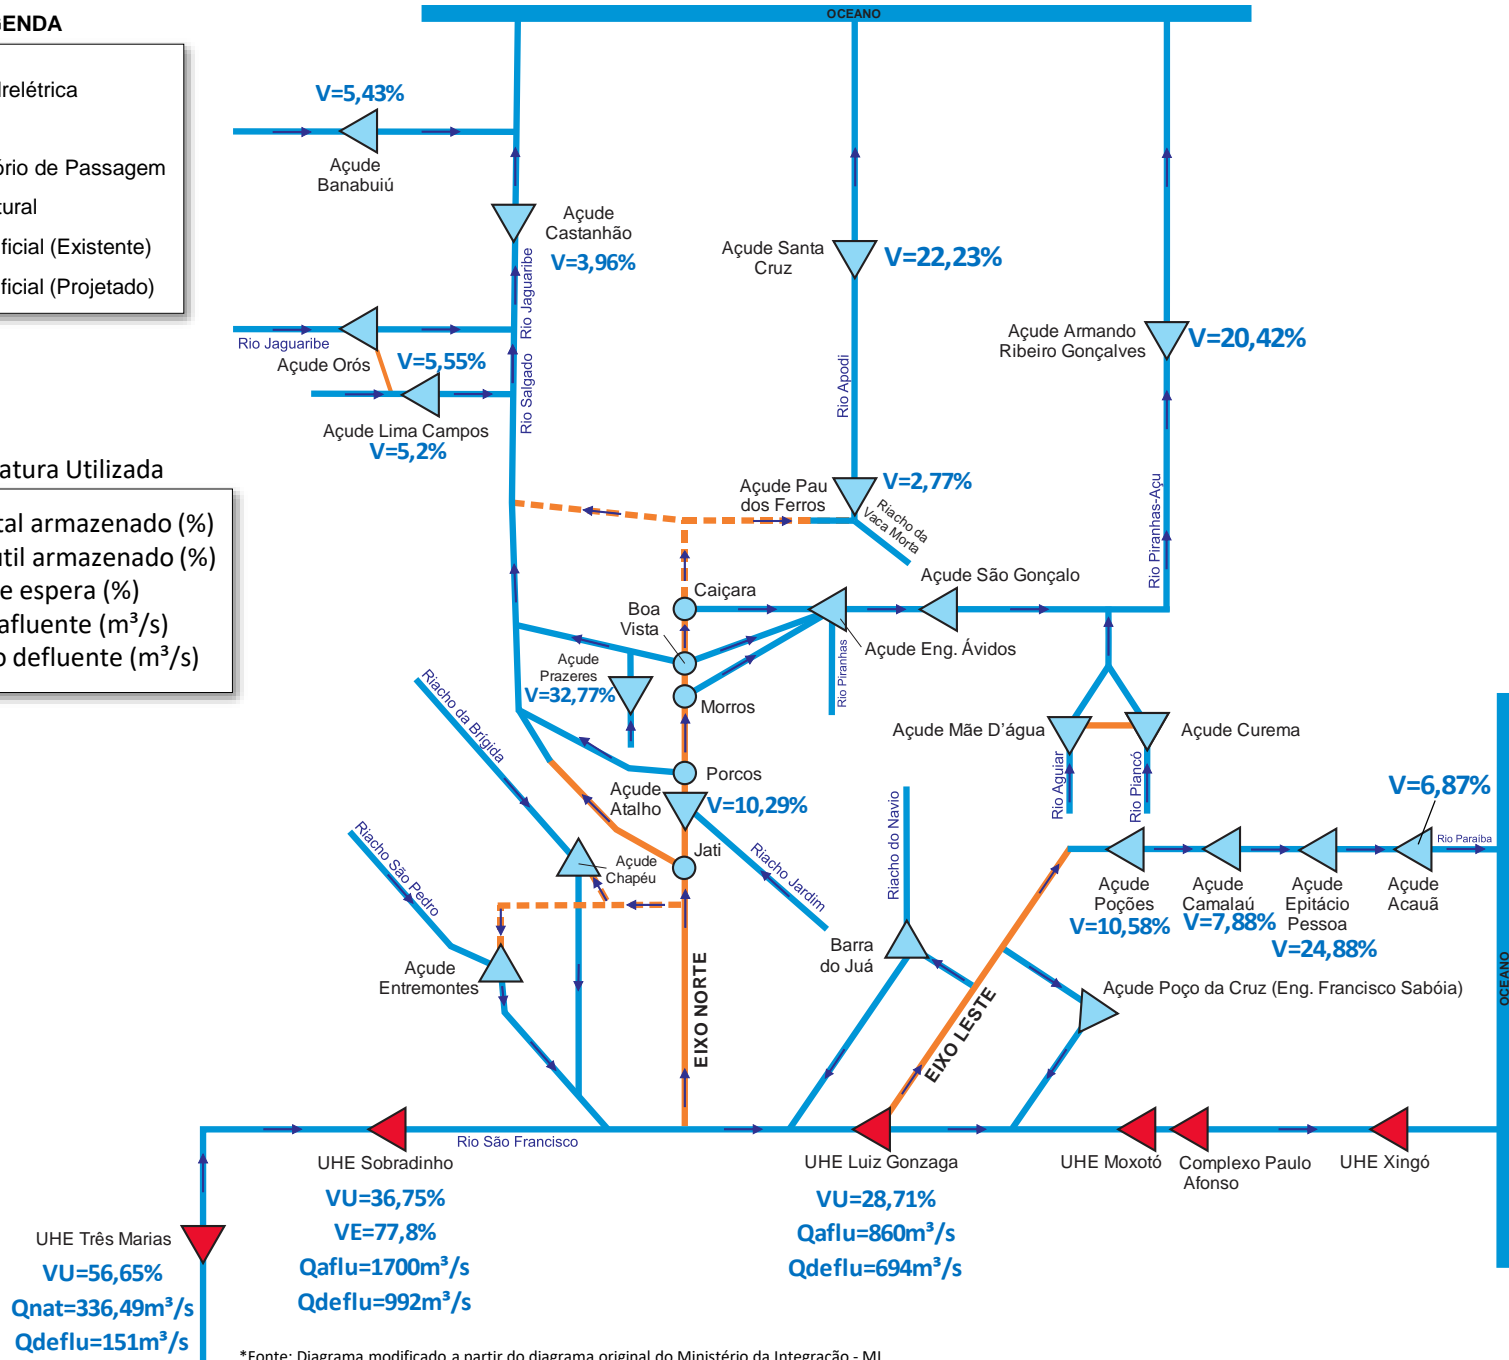 OCEANO
GENDA
drelétrica
ório de Passagem
tural
ificial (Existente)
ificial (Projetado)
V=5,43%
Açude
Banabuiú
Açude
Castanhão
V=3,96%
Rio Jaguaribe
Açude Santa
Cruz
V=22,23%
Açude Armando
Ribeiro Gonçalves
V=20,42%
Rio Jaguaribe
Açude Orós
V=5,55%
Rio Salgado
Rio Apodi
Açude Lima Campos
V=5,2%
atura Utilizada
tal armazenado (%)
útil armazenado (%)
e espera (%)
afluente (m³/s)
o defluente (m³/s)
Açude Pau
dos Ferros
V=2,77%
Riacho da
Vaca Morta
Rio Piranhas-Açu
Caiçara
Boa
Vista
Açude São Gonçalo
Açude Eng. Ávidos
Rio Piranhas
Açude
Prazeres
V=32,77%
Morros
Riacho da Brigida
Açude Mãe D'água
Açude Curema
Rio Aguiar
Rio Piancó
Porcos
Açude
Atalho
V=10,29%
V=6,87%
Riacho do Navio
Rio Paraiba
Jati
Açude
Chapéu
Riacho São Pedro
Riacho Jardim
Açude
Poções
V=10,58%
Açude
Camalaú
V=7,88%
Açude
Epitácio
Pessoa
V=24,88%
Açude
Acauã
Barra
do Juá
Açude
Entremontes
EIXO NORTE
EIXO LESTE
Açude Poço da Cruz (Eng. Francisco Sabóia)
OCEANO
Rio São Francisco
UHE Sobradinho
VU=36,75%
VE=77,8%
Qaflu=1700m³/s
Qdeflu=992m³/s
UHE Luiz Gonzaga
VU=28,71%
Qaflu=860m³/s
Qdeflu=694m³/s
UHE Moxotó
Complexo Paulo
Afonso
UHE Xingó
UHE Três Marias
VU=56,65%
Qnat=336,49m³/s
Qdeflu=151m³/s
*Fonte: Diagrama modificado a partir do diagrama original do Ministério da Integração - MI